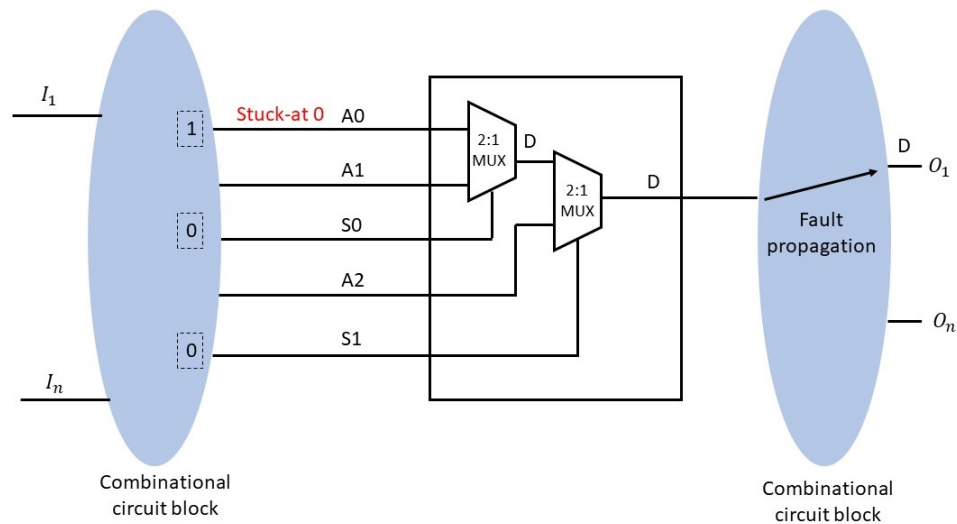 I₁
1
Stuck-at 0 A0
A1
0
S0
A2
0
S1
Iₙ
Combinational
circuit block
2:1
MUX
D
2:1
MUX
D
D
O₁
Fault
propagation
Oₙ
Combinational
circuit block